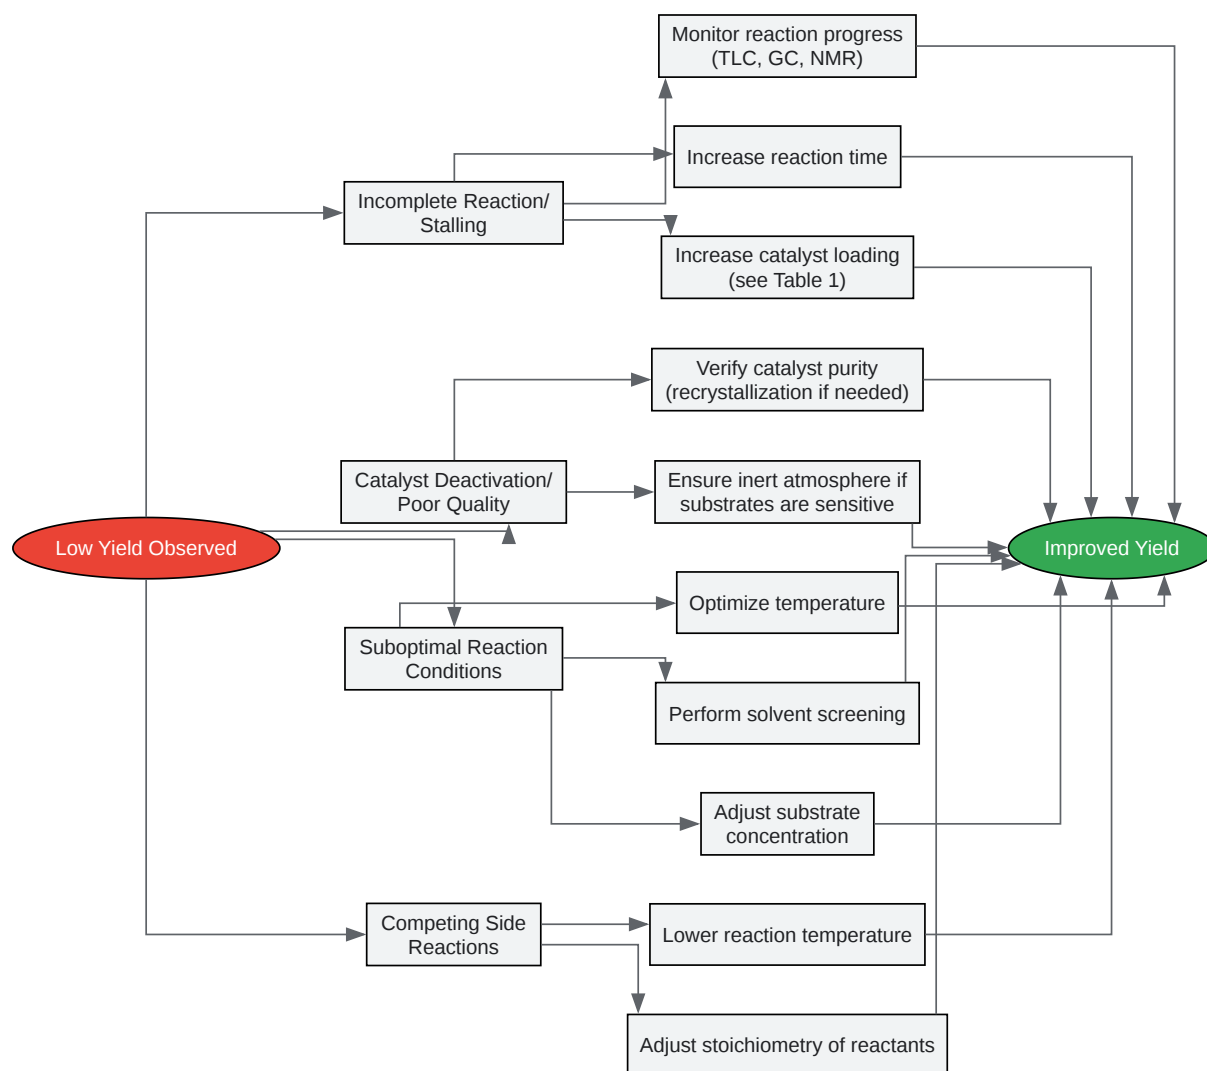 Monitor reaction progress
(TLC, GC, NMR)
Increase reaction time
Incomplete Reaction/
Stalling
Increase catalyst loading
(see Table 1)
Verify catalyst purity
(recrystallization if needed)
Catalyst Deactivation/
Poor Quality
Ensure inert atmosphere if
substrates are sensitive
Low Yield Observed
Improved Yield
Optimize temperature
Suboptimal Reaction
Conditions
Perform solvent screening
Adjust substrate
concentration
Competing Side
Reactions
Lower reaction temperature
Adjust stoichiometry of reactants